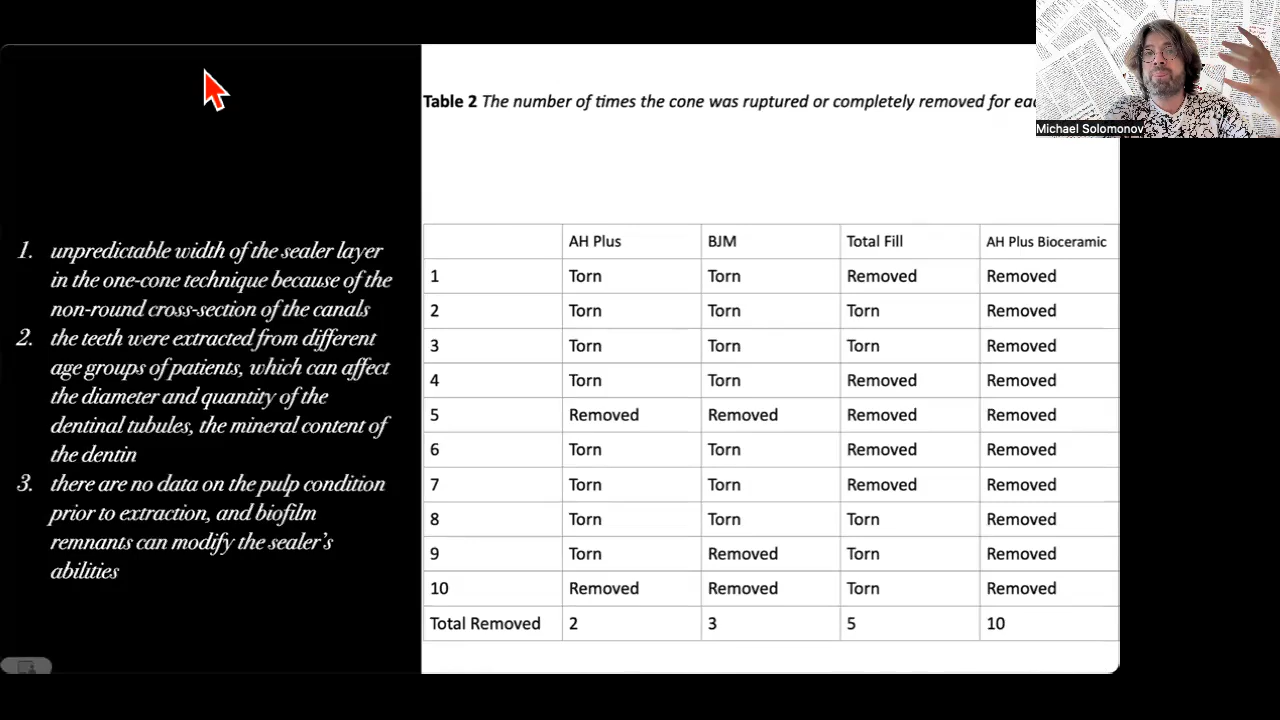 Table 2 The number of times the cone was ruptured or completely removed for
Michael Solomonov
1. unpredictable width of the sealer layer
in the one-cone technique because of the
non-round cross-section of the canals
2. the teeth were extracted from different
age groups of patients, which can affect
the diameter and quantity of the
dentinal tubules, the mineral content of
the dentin
3. there are no data on the pulp condition
prior to extraction, and biofilm
remnants can modify the sealer's
abilities
AH Plus BJM Total Fill AH Plus Bioceramic
1 Torn Torn Removed Removed
2 Torn Torn Torn Removed
3 Torn Torn Torn Removed
4 Torn Torn Removed Removed
5 Removed Removed Removed Removed
6 Torn Torn Removed Removed
7 Torn Torn Removed Removed
8 Torn Torn Torn Removed
9 Torn Removed Torn Removed
10 Removed Removed Torn Removed
Total Removed 2 3 5 10